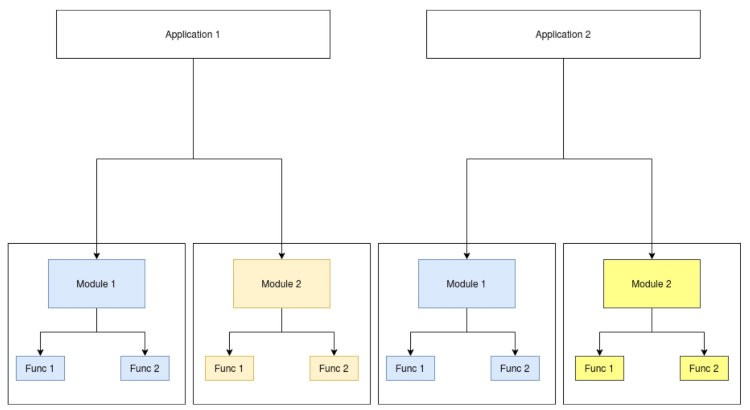 Application 1
Application 2
Module 1
Module 2
Module 1
Module 2
Func 1
Func 2
Func 1
Func 2
Func 1
Func 2
Func 1
Func 2